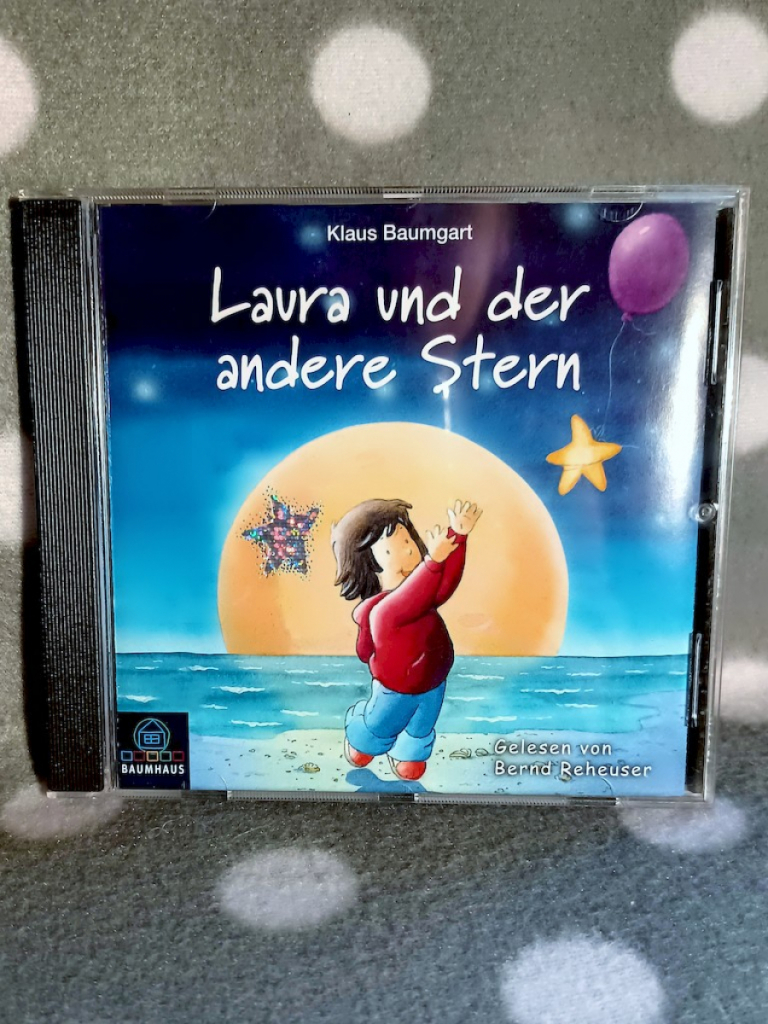 Klaus Baumgart
Laura und der
andere Stern
Gelesen von
Bernd Reheuser
BAUMHAUS